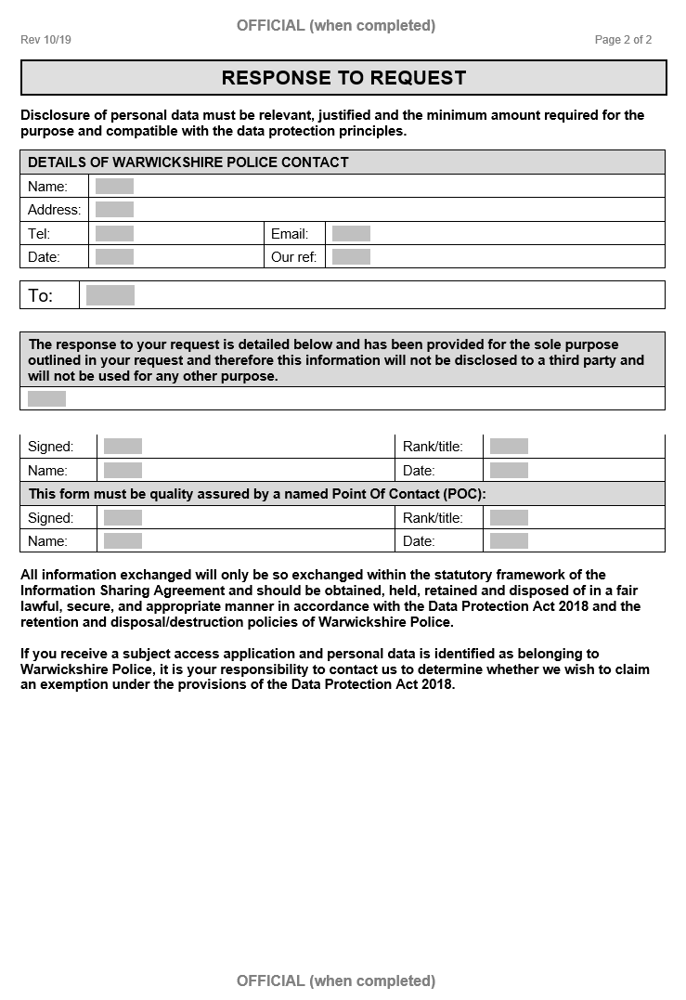 OFFICIAL (when completed)
Rev 10/19 Page 2 of 2
RESPONSE TO REQUEST
Disclosure of personal data must be relevant, justified and the minimum amount required for the
purpose and compatible with the data protection principles.
DETAILS OF WARWICKSHIRE POLICE CONTACT
Name:
Address:
Tel: Email:
Date: Our ref:
To:
The response to your request is detailed below and has been provided for the sole purpose
outlined in your request and therefore this information will not be disclosed to a third party and
will not be used for any other purpose.
Signed: Rank/title:
Name: Date:
This form must be quality assured by a named Point Of Contact (POC):
Signed: Rank/title:
Name: Date:
All information exchanged will only be so exchanged within the statutory framework of the
Information Sharing Agreement and should be obtained, held, retained and disposed of in a fair
lawful, secure, and appropriate manner in accordance with the Data Protection Act 2018 and the
retention and disposal/destruction policies of Warwickshire Police.
If you receive a subject access application and personal data is identified as belonging to
Warwickshire Police, it is your responsibility to contact us to determine whether we wish to claim
an exemption under the provisions of the Data Protection Act 2018.
OFFICIAL (when completed)